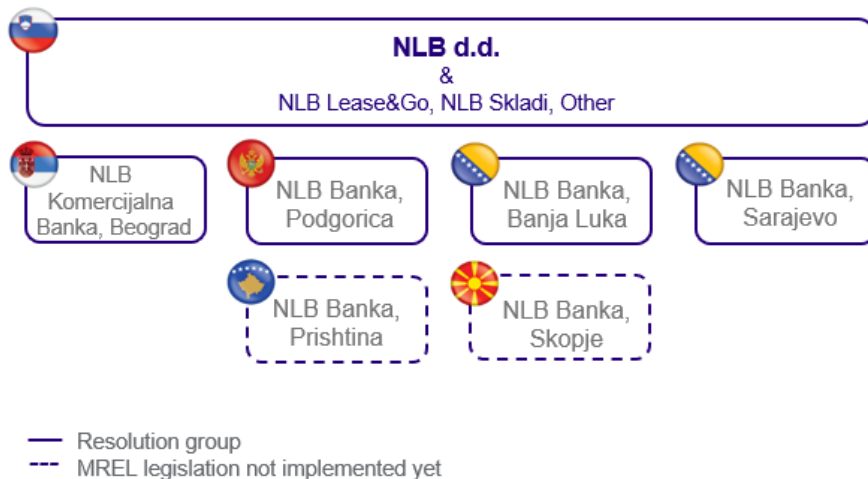 NLB d.d.
&
NLB Lease&Go, NLB Skladi, Other
NLB
Komercijalna
Banka, Beograd
NLB Banka,
Podgorica
NLB Banka,
Banja Luka
NLB Banka,
Sarajevo
NLB Banka,
Prishtina
NLB Banka,
Skopje
Resolution group
MREL legislation not implemented yet